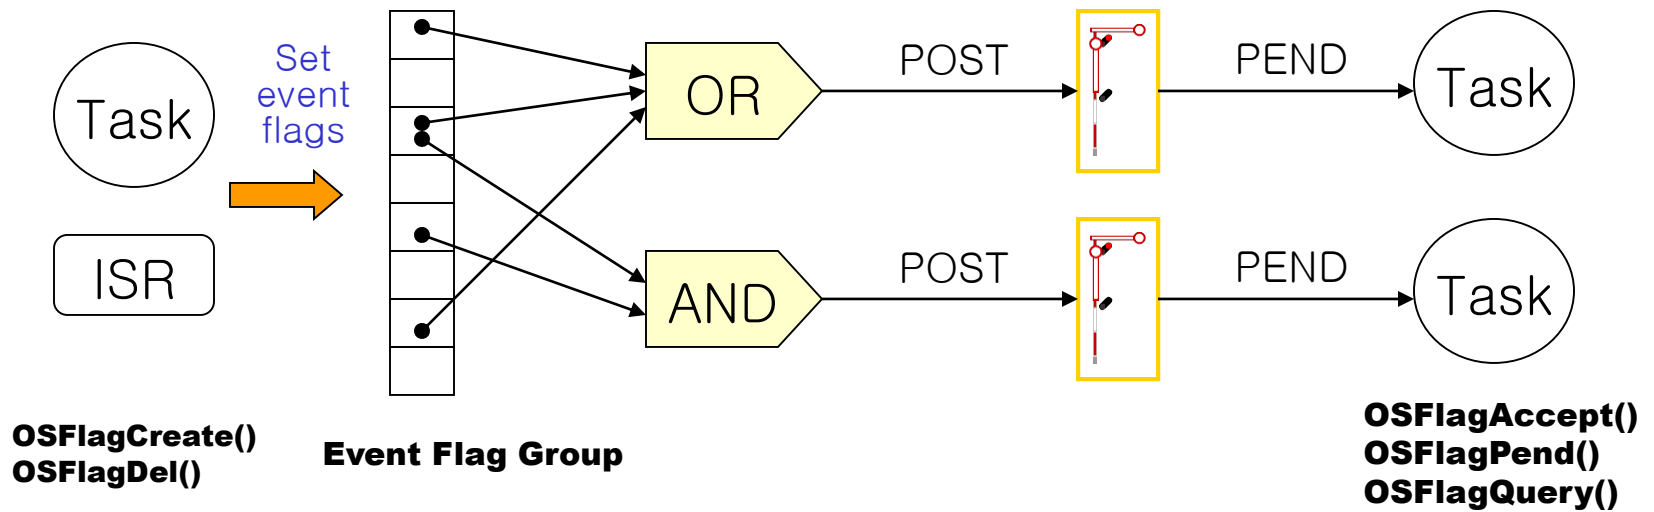 Task
ISR
Set
event
flags
OR
AND
POST
PEND
Task
POST
PEND
Task
OSFlagCreate()
OSFlagDel()
Event Flag Group
OSFlagAccept()
OSFlagPend()
OSFlagQuery()